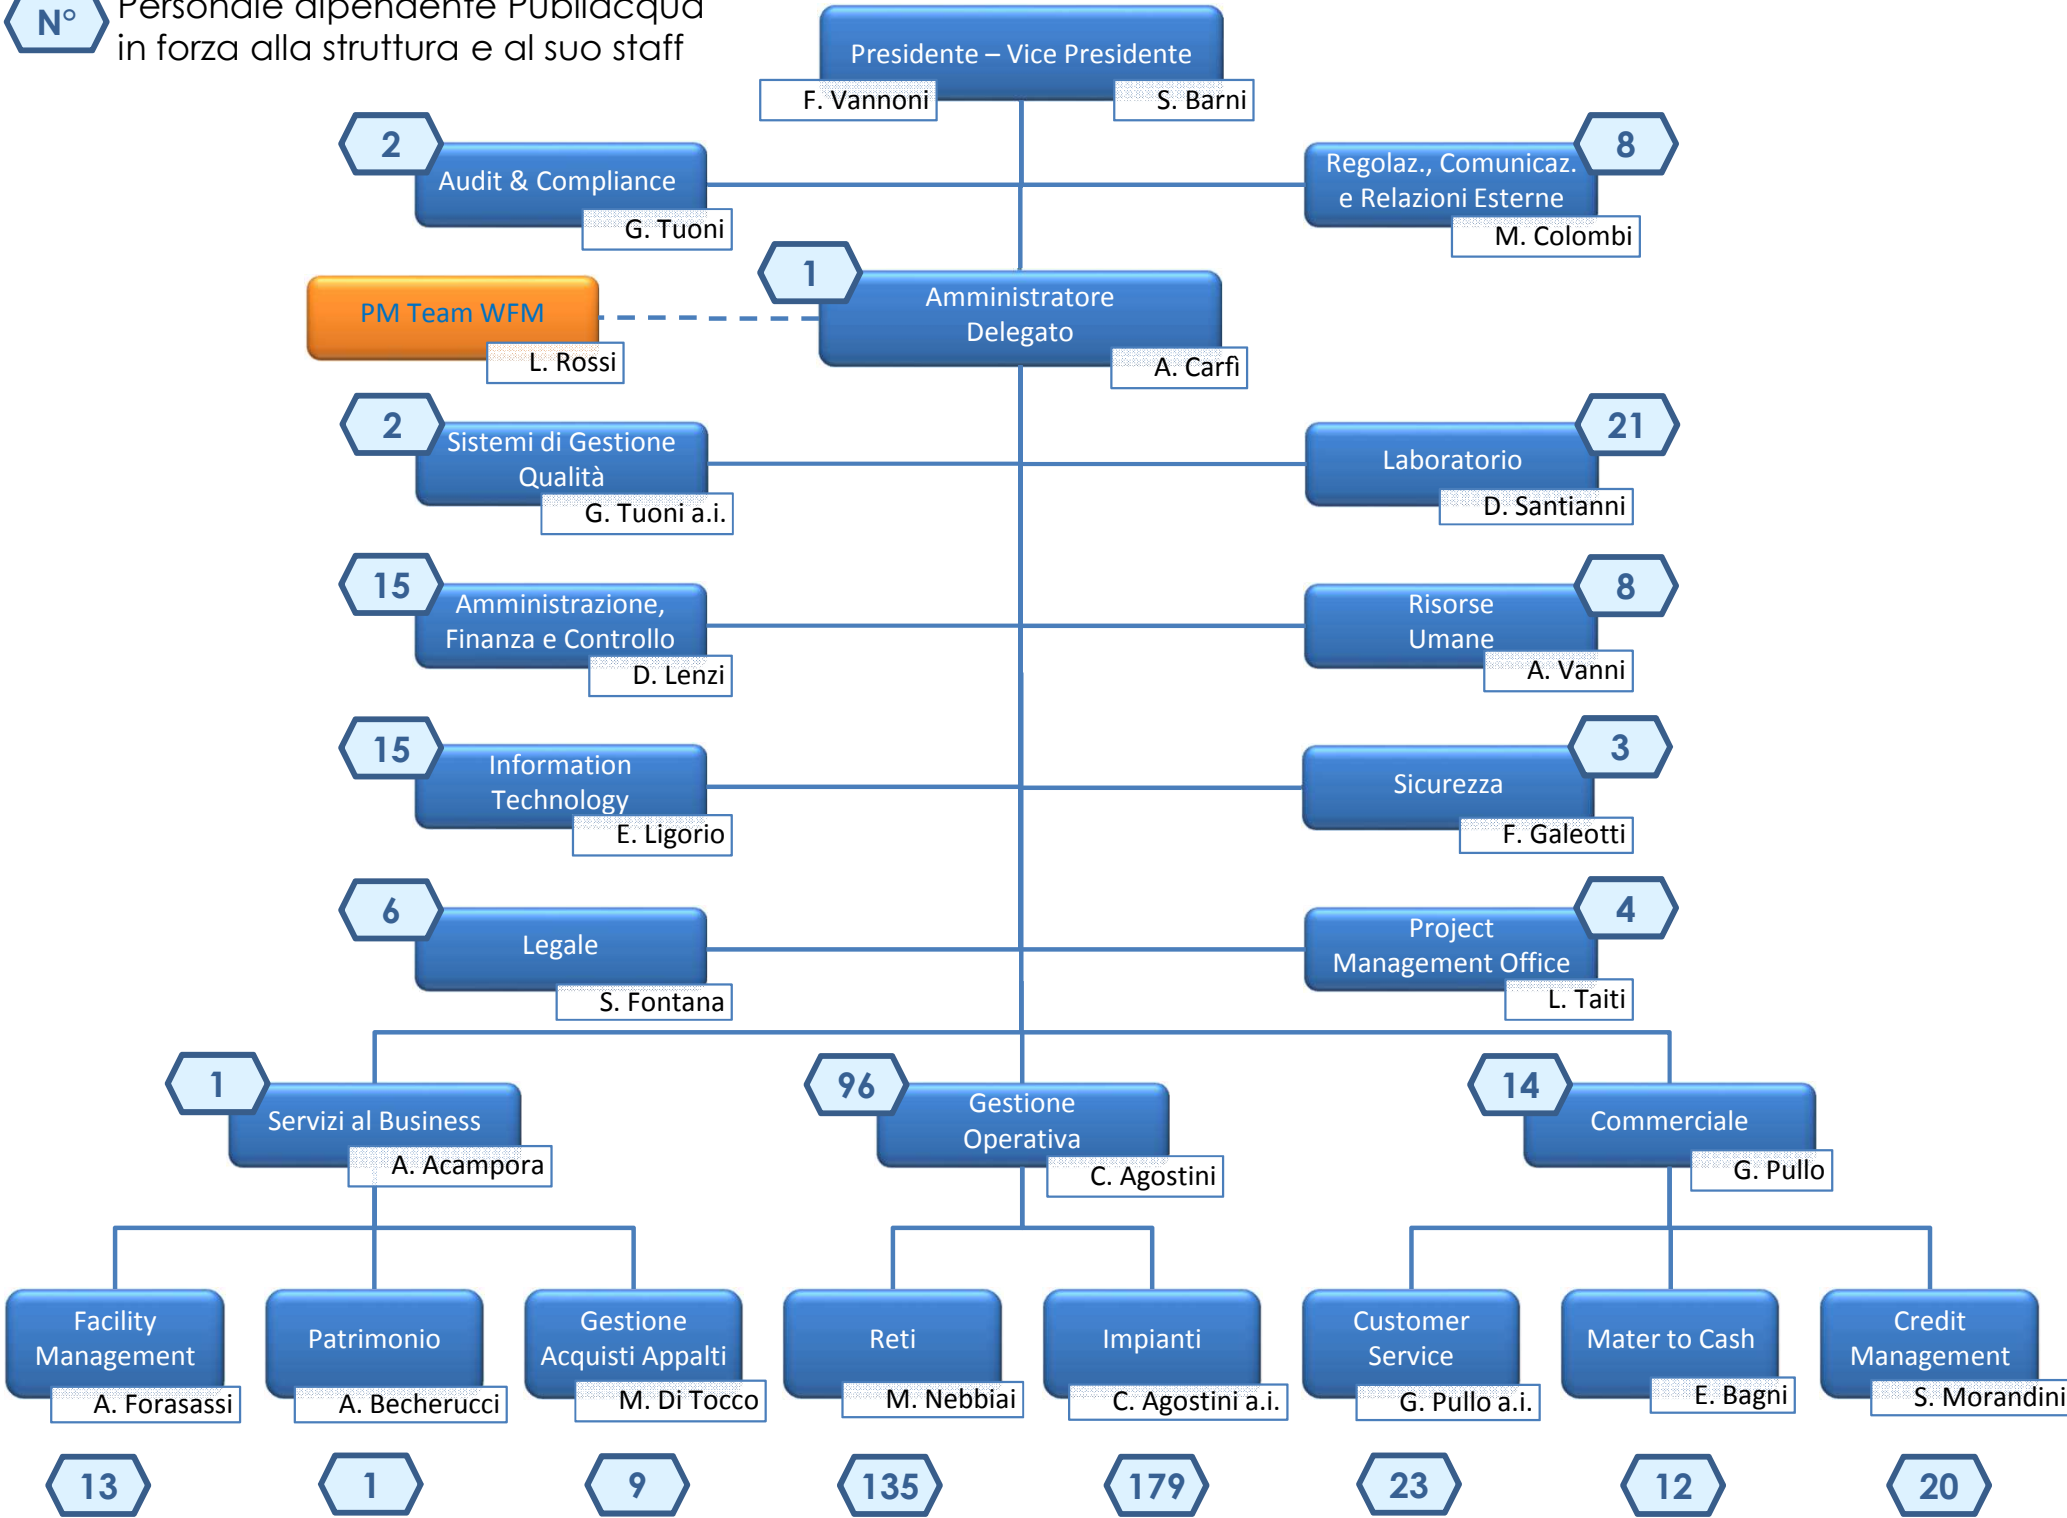 N°
Personale dipendente Publiacqua
in forza alla struttura e al suo staff
Presidente – Vice Presidente
F. Vannoni
S. Barni
2
Audit & Compliance
G. Tuoni
8
Regolaz., Comunicaz.
e Relazioni Esterne
M. Colombi
PM Team WFM
L. Rossi
1
Amministratore
Delegato
A. Carfì
2
Sistemi di Gestione
Qualità
G. Tuoni a.i.
21
Laboratorio
D. Santianni
15
Amministrazione,
Finanza e Controllo
D. Lenzi
8
Risorse
Umane
A. Vanni
15
Information
Technology
E. Ligorio
3
Sicurezza
F. Galeotti
6
Legale
S. Fontana
4
Project
Management Office
L. Taiti
1
Servizi al Business
A. Acampora
96
Gestione
Operativa
C. Agostini
14
Commerciale
G. Pullo
Facility
Management
A. Forasassi
Patrimonio
A. Becherucci
Gestione
Acquisti Appalti
M. Di Tocco
Reti
M. Nebbiai
Impianti
C. Agostini a.i.
Customer
Service
G. Pullo a.i.
Mater to Cash
E. Bagni
Credit
Management
S. Morandini
13
1
9
135
179
23
12
20